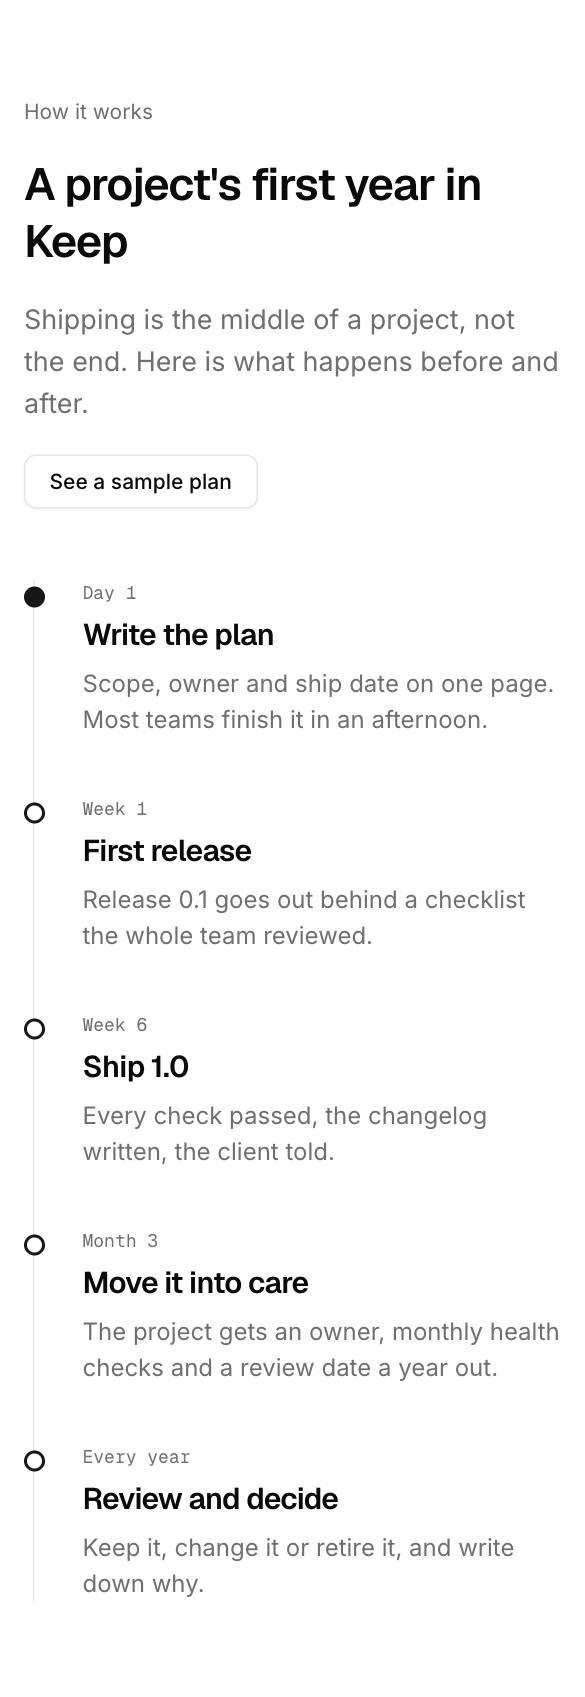 How it works
A project's first year in
Keep
Shipping is the middle of a project, not
the end. Here is what happens before and
after.
See a sample plan
Day 1
Write the plan
Scope, owner and ship date on one page.
Most teams finish it in an afternoon.
Week 1
First release
Release 0.1 goes out behind a checklist
the whole team reviewed.
Week 6
Ship 1.0
Every check passed, the changelog
written, the client told.
Month 3
Move it into care
The project gets an owner, monthly health
checks and a review date a year out.
Every year
Review and decide
Keep it, change it or retire it, and write
down why.